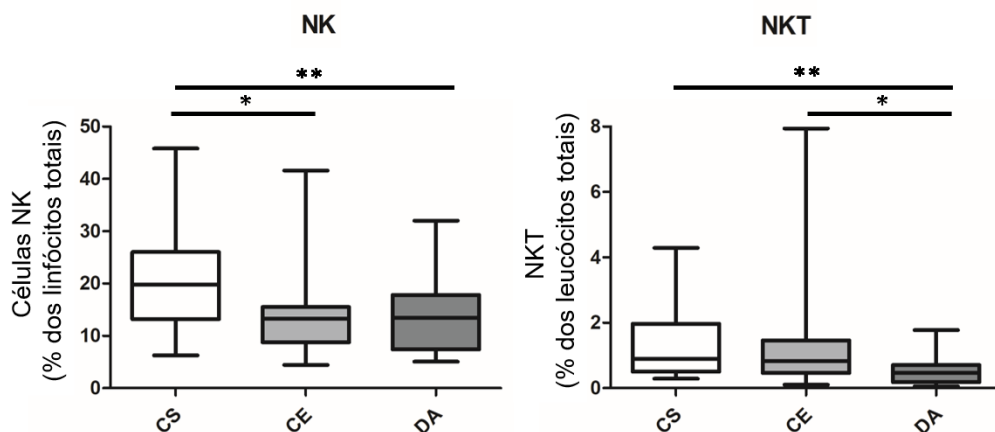 NK
**
*
50
40
30
20
10
0
Células NK
(% dos linfócitos totais)
CS
CE
DA
NKT
**
*
8
6
4
2
0
NKT
(% dos leucócitos totais)
CS
CE
DA